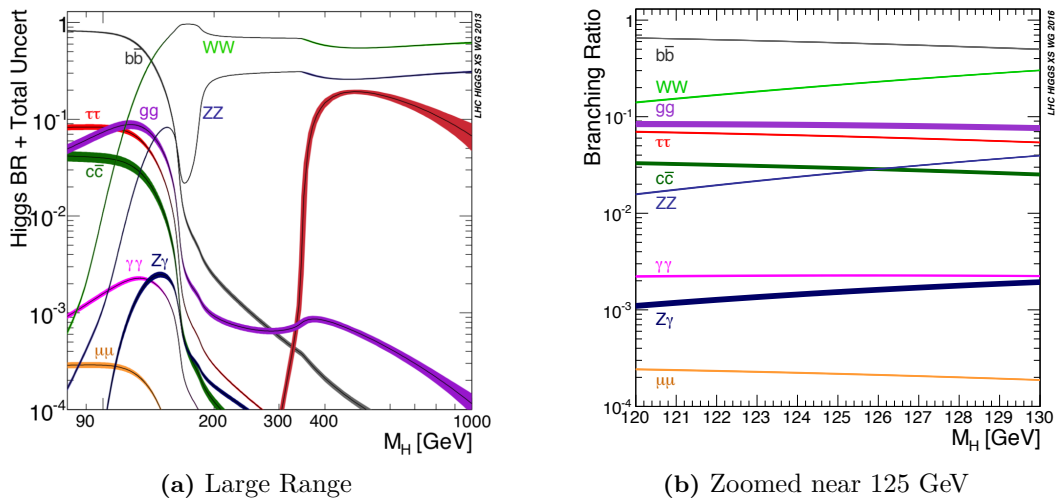 Higgs BR + Total Uncert
LHC HIGGS XS WG 2013
1
10⁻¹
10⁻²
10⁻³
10⁻⁴
bb̄
WW
ττ
gg
ZZ
cc̄
γγ
Zγ
μμ
90
200
300
400
1000
M_H [GeV]
(a) Large Range
Branching Ratio
LHC HIGGS XS WG 2016
1
10⁻¹
10⁻²
10⁻³
10⁻⁴
bb̄
WW
gg
ττ
cc̄
ZZ
γγ
Zγ
μμ
120 121 122 123 124 125 126 127 128 129 130
M_H [GeV]
(b) Zoomed near 125 GeV